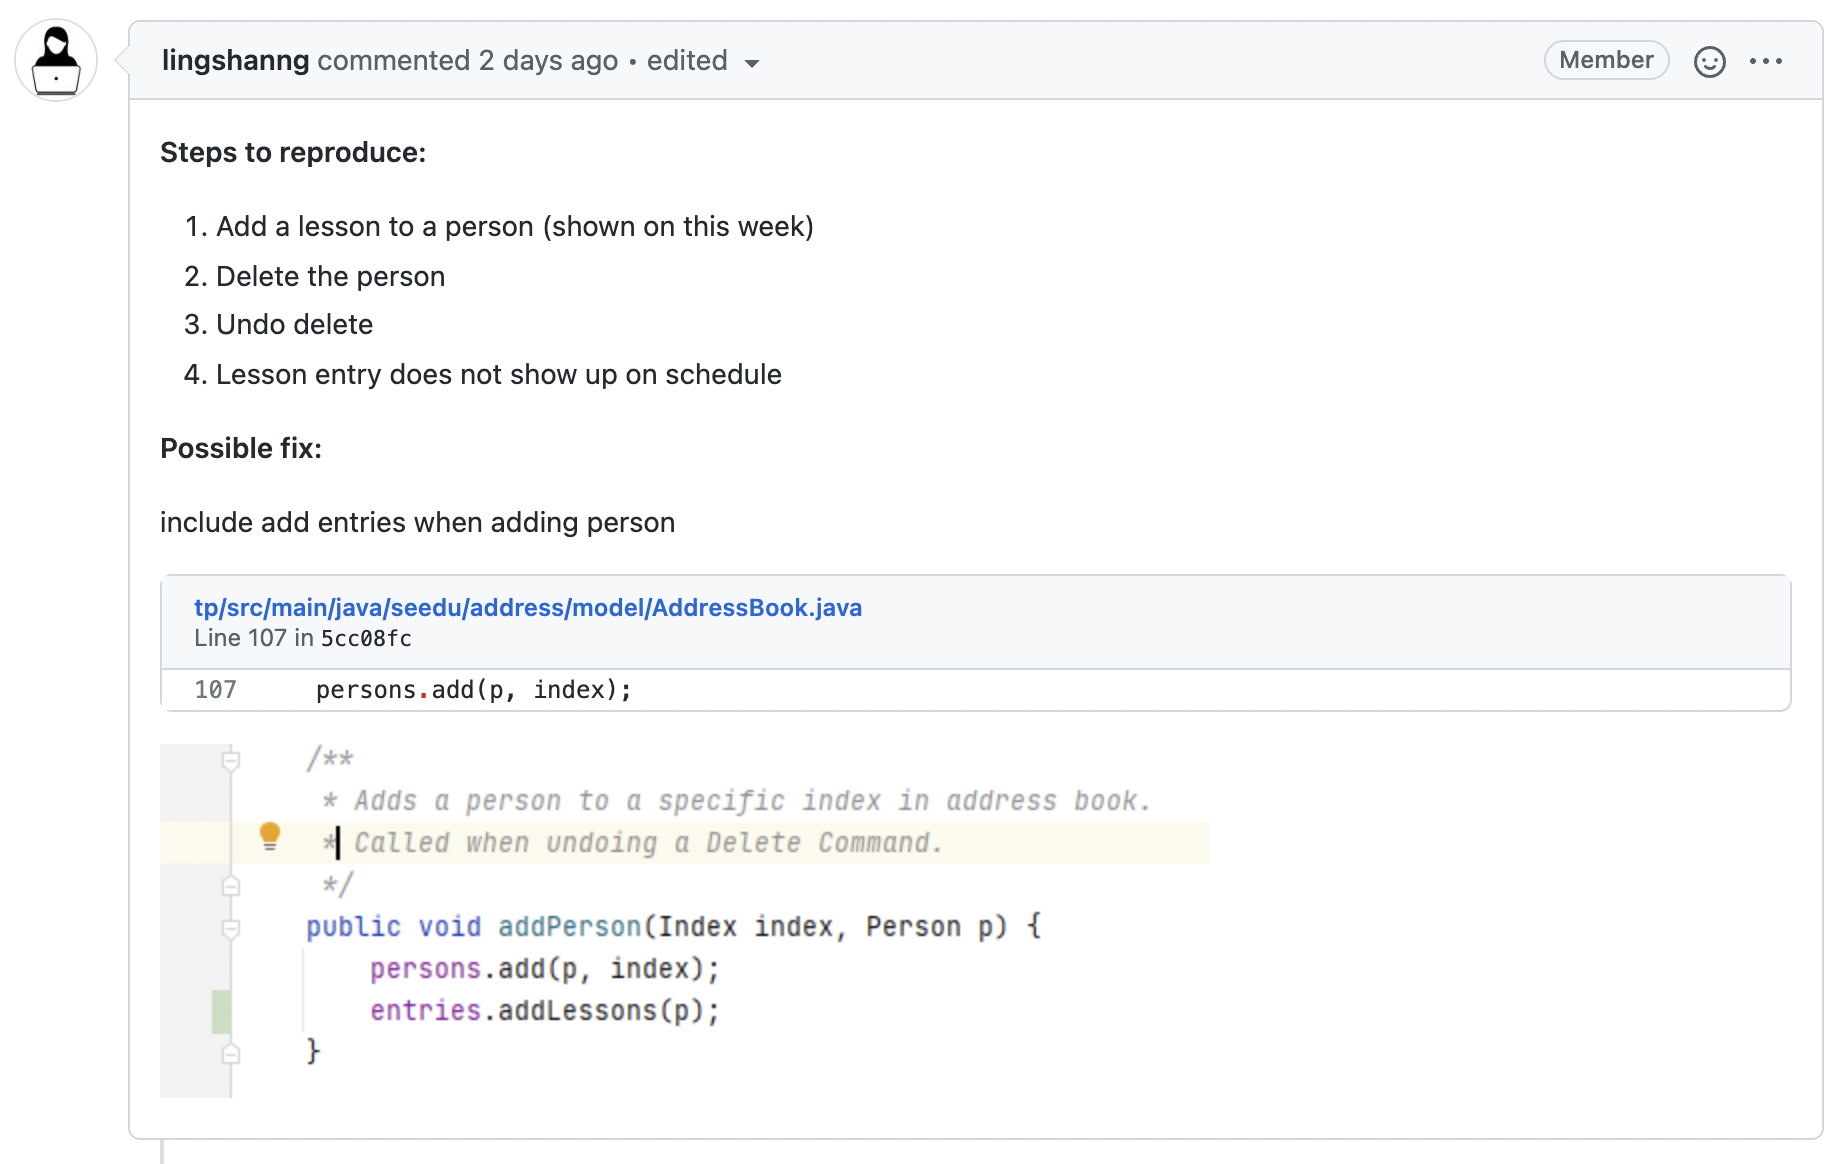 lingshanng commented 2 days ago • edited
Member
Steps to reproduce:
1. Add a lesson to a person (shown on this week)
2. Delete the person
3. Undo delete
4. Lesson entry does not show up on schedule
Possible fix:
include add entries when adding person
tp/src/main/java/seedu/address/model/AddressBook.java
Line 107 in 5cc08fc
107 persons.add(p, index);
/**
* Adds a person to a specific index in address book.
* Called when undoing a Delete Command.
*/
public void addPerson(Index index, Person p) {
persons.add(p, index);
entries.addLessons(p);
}